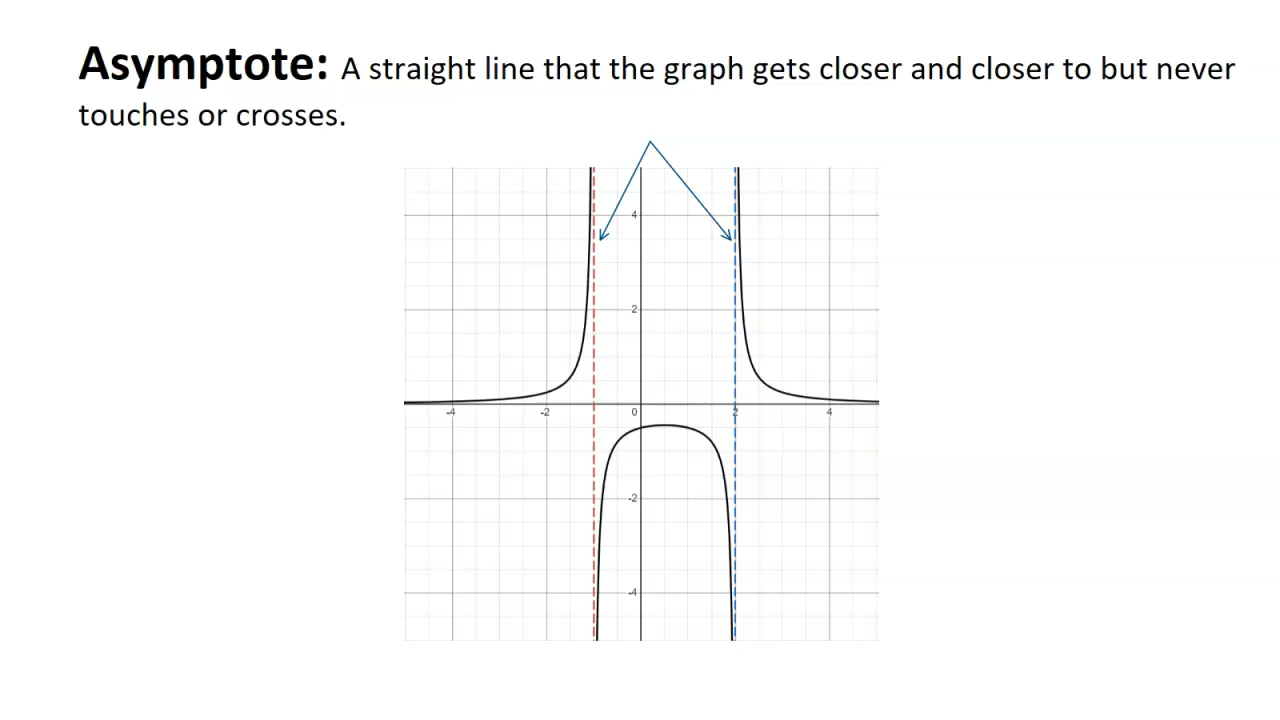 Asymptote: A straight line that the graph gets closer and closer to but never
touches or crosses.
4
2
-4 -2 0 2 4
-2
-4